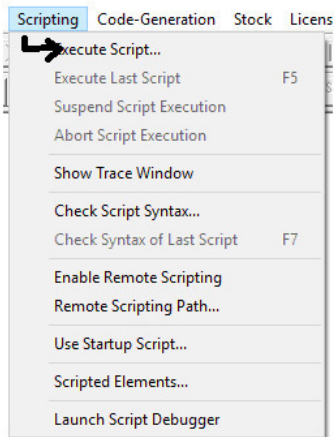 Scripting Code-Generation Stock Licens
Execute Script...
Execute Last Script F5
Suspend Script Execution
Abort Script Execution
Show Trace Window
Check Script Syntax...
Check Syntax of Last Script F7
Enable Remote Scripting
Remote Scripting Path...
Use Startup Script...
Scripted Elements...
Launch Script Debugger